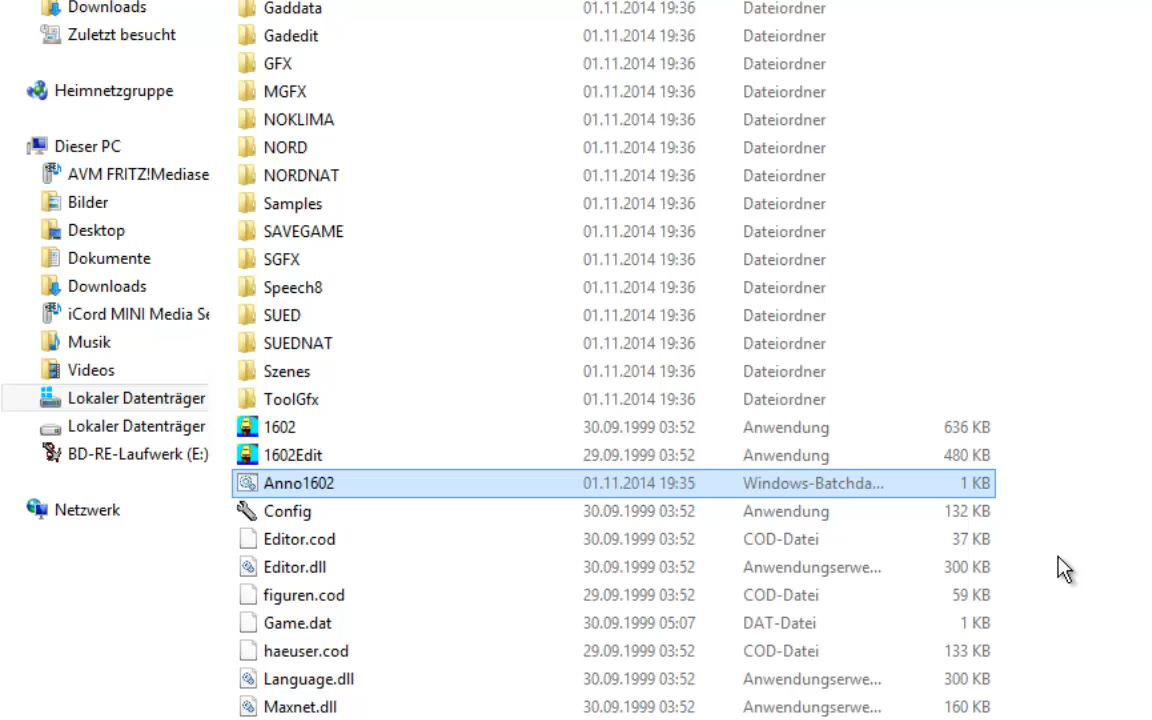 Downloads
Zuletzt besucht
Heimnetzgruppe
Dieser PC
AVM FRITZ!Mediase
Bilder
Desktop
Dokumente
Downloads
iCord MINI Media Se
Musik
Videos
Lokaler Datenträger
Lokaler Datenträger
BD-RE-Laufwerk (E:)
Netzwerk
Gaddata 01.11.2014 19:36 Dateiordner
Gadedit 01.11.2014 19:36 Dateiordner
GFX 01.11.2014 19:36 Dateiordner
MGFX 01.11.2014 19:36 Dateiordner
NOKLIMA 01.11.2014 19:36 Dateiordner
NORD 01.11.2014 19:36 Dateiordner
NORDNAT 01.11.2014 19:36 Dateiordner
Samples 01.11.2014 19:36 Dateiordner
SAVEGAME 01.11.2014 19:36 Dateiordner
SGFX 01.11.2014 19:36 Dateiordner
Speech8 01.11.2014 19:36 Dateiordner
SUED 01.11.2014 19:36 Dateiordner
SUEDNAT 01.11.2014 19:36 Dateiordner
Szenes 01.11.2014 19:36 Dateiordner
ToolGfx 01.11.2014 19:36 Dateiordner
1602 30.09.1999 03:52 Anwendung 636 KB
1602Edit 29.09.1999 03:52 Anwendung 480 KB
Anno1602 01.11.2014 19:35 Windows-Batchda... 1 KB
Config 30.09.1999 03:52 Anwendung 132 KB
Editor.cod 30.09.1999 03:52 COD-Datei 37 KB
Editor.dll 30.09.1999 03:52 Anwendungserwe... 300 KB
figuren.cod 29.09.1999 03:52 COD-Datei 59 KB
Game.dat 30.09.1999 05:07 DAT-Datei 1 KB
haeuser.cod 29.09.1999 03:52 COD-Datei 133 KB
Language.dll 30.09.1999 03:52 Anwendungserwe... 300 KB
Maxnet.dll 30.09.1999 03:52 Anwendungserwe... 160 KB